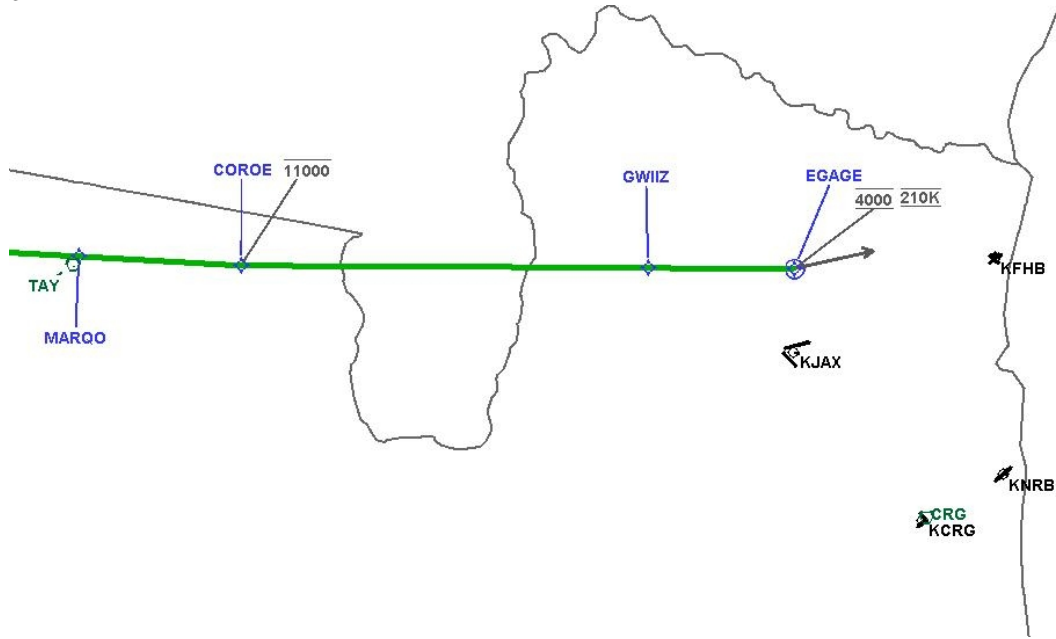 COROE 11000
GWIIZ
EGAGE
4000 210K
TAY
MARQO
KFHB
KJAX
KNRB
CRG
KCRG